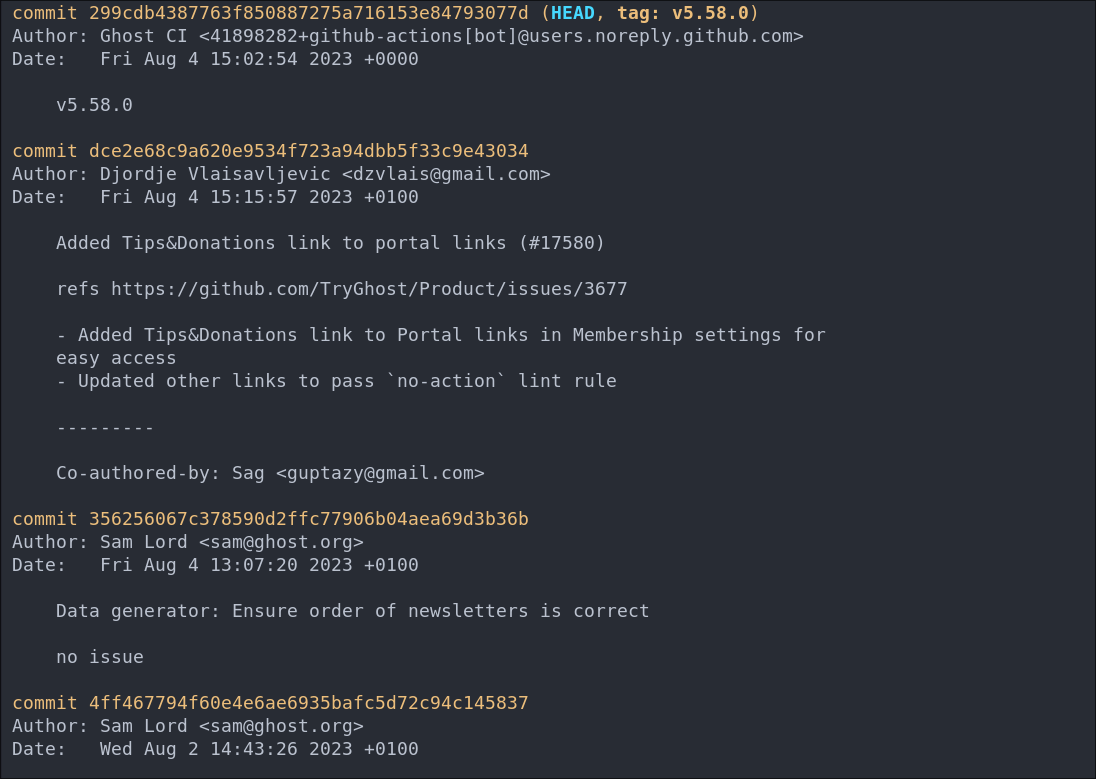 commit 299cdb4387763f850887275a716153e84793077d (HEAD, tag: v5.58.0)
Author: Ghost CI <41898282+github-actions[bot]@users.noreply.github.com>
Date:   Fri Aug 4 15:02:54 2023 +0000

    v5.58.0

commit dce2e68c9a620e9534f723a94dbb5f33c9e43034
Author: Djordje Vlaisavljevic <dzvlais@gmail.com>
Date:   Fri Aug 4 15:15:57 2023 +0100

    Added Tips&Donations link to portal links (#17580)

    refs https://github.com/TryGhost/Product/issues/3677

    - Added Tips&Donations link to Portal links in Membership settings for
    easy access
    - Updated other links to pass `no-action` lint rule

    ---------

    Co-authored-by: Sag <guptazy@gmail.com>

commit 356256067c378590d2ffc77906b04aea69d3b36b
Author: Sam Lord <sam@ghost.org>
Date:   Fri Aug 4 13:07:20 2023 +0100

    Data generator: Ensure order of newsletters is correct

    no issue

commit 4ff467794f60e4e6ae6935bafc5d72c94c145837
Author: Sam Lord <sam@ghost.org>
Date:   Wed Aug 2 14:43:26 2023 +0100